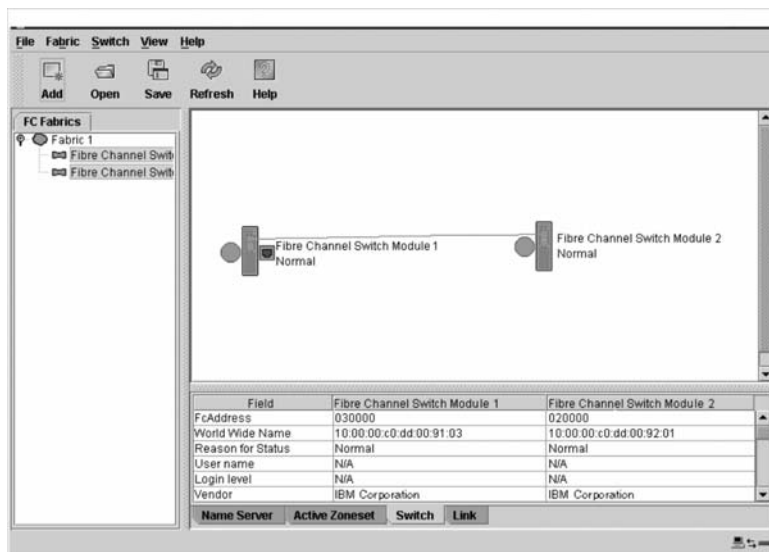 File Fabric Switch View Help
Add Open Save Refresh Help
FC Fabrics
Fabric 1
Fibre Channel Swit
Fibre Channel Swit
Fibre Channel Switch Module 1
Normal
Fibre Channel Switch Module 2
Normal
Field Fibre Channel Switch Module 1 Fibre Channel Switch Module 2
FcAddress 030000 020000
World Wide Name 10:00:00:c0:dd:00:91:03 10:00:00:c0:dd:00:92:01
Reason for Status Normal Normal
User name N/A N/A
Login level N/A N/A
Vendor IBM Corporation IBM Corporation
Name Server Active Zoneset Switch Link